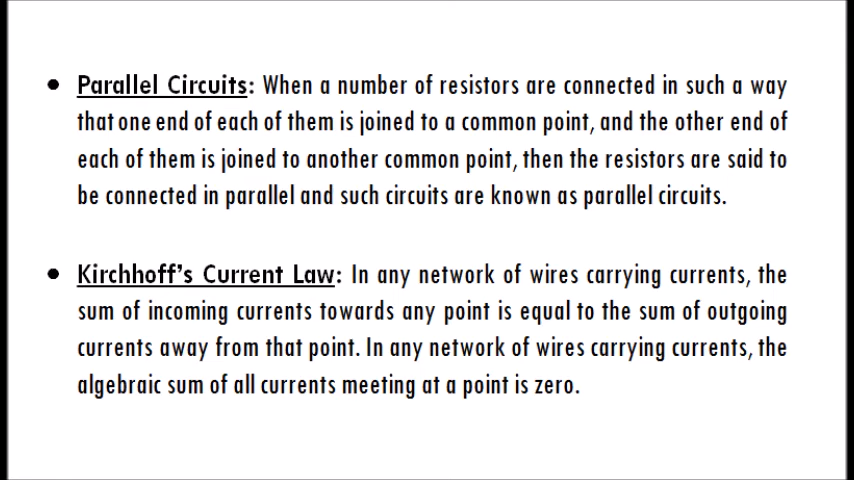 • Parallel Circuits: When a number of resistors are connected in such a way
that one end of each of them is joined to a common point, and the other end of
each of them is joined to another common point, then the resistors are said to
be connected in parallel and such circuits are known as parallel circuits.
• Kirchhoff's Current Law: In any network of wires carrying currents, the
sum of incoming currents towards any point is equal to the sum of outgoing
currents away from that point. In any network of wires carrying currents, the
algebraic sum of all currents meeting at a point is zero.